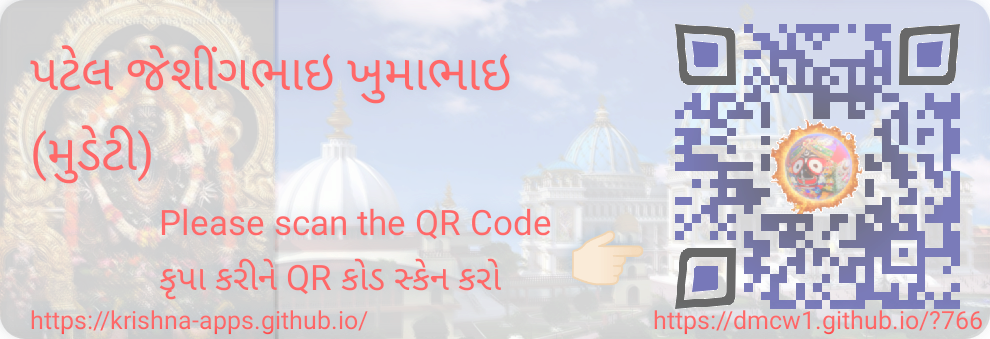 પટેલ જેશીંગભાઇ ખુમાભાઇ
(મુડેટી)
Please scan the QR Code
કૃપા કરીને QR કોડ સ્કેન કરો
https://krishna-apps.github.io/
https://dmcw1.github.io/?766